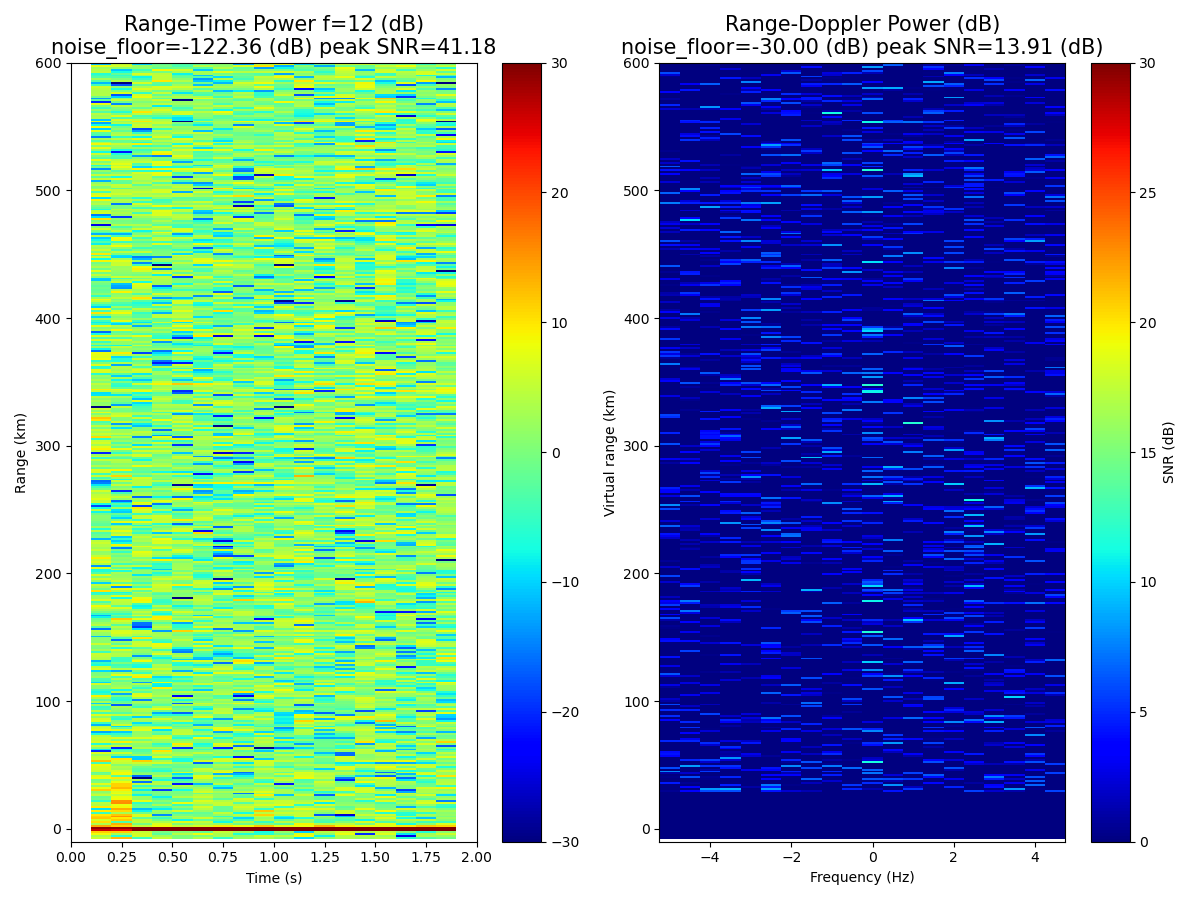 Range-Time Power f=12 (dB)
noise_floor=-122.36 (dB) peak SNR=41.18
Range-Doppler Power (dB)
noise_floor=-30.00 (dB) peak SNR=13.91 (dB)
600
500
400
300
200
100
0
Range (km)
0.00 0.25 0.50 0.75 1.00 1.25 1.50 1.75 2.00
Time (s)
30
20
10
0
−10
−20
−30
600
500
400
300
200
100
0
Virtual range (km)
−4 −2 0 2 4
Frequency (Hz)
30
25
20
15
10
5
0
SNR (dB)